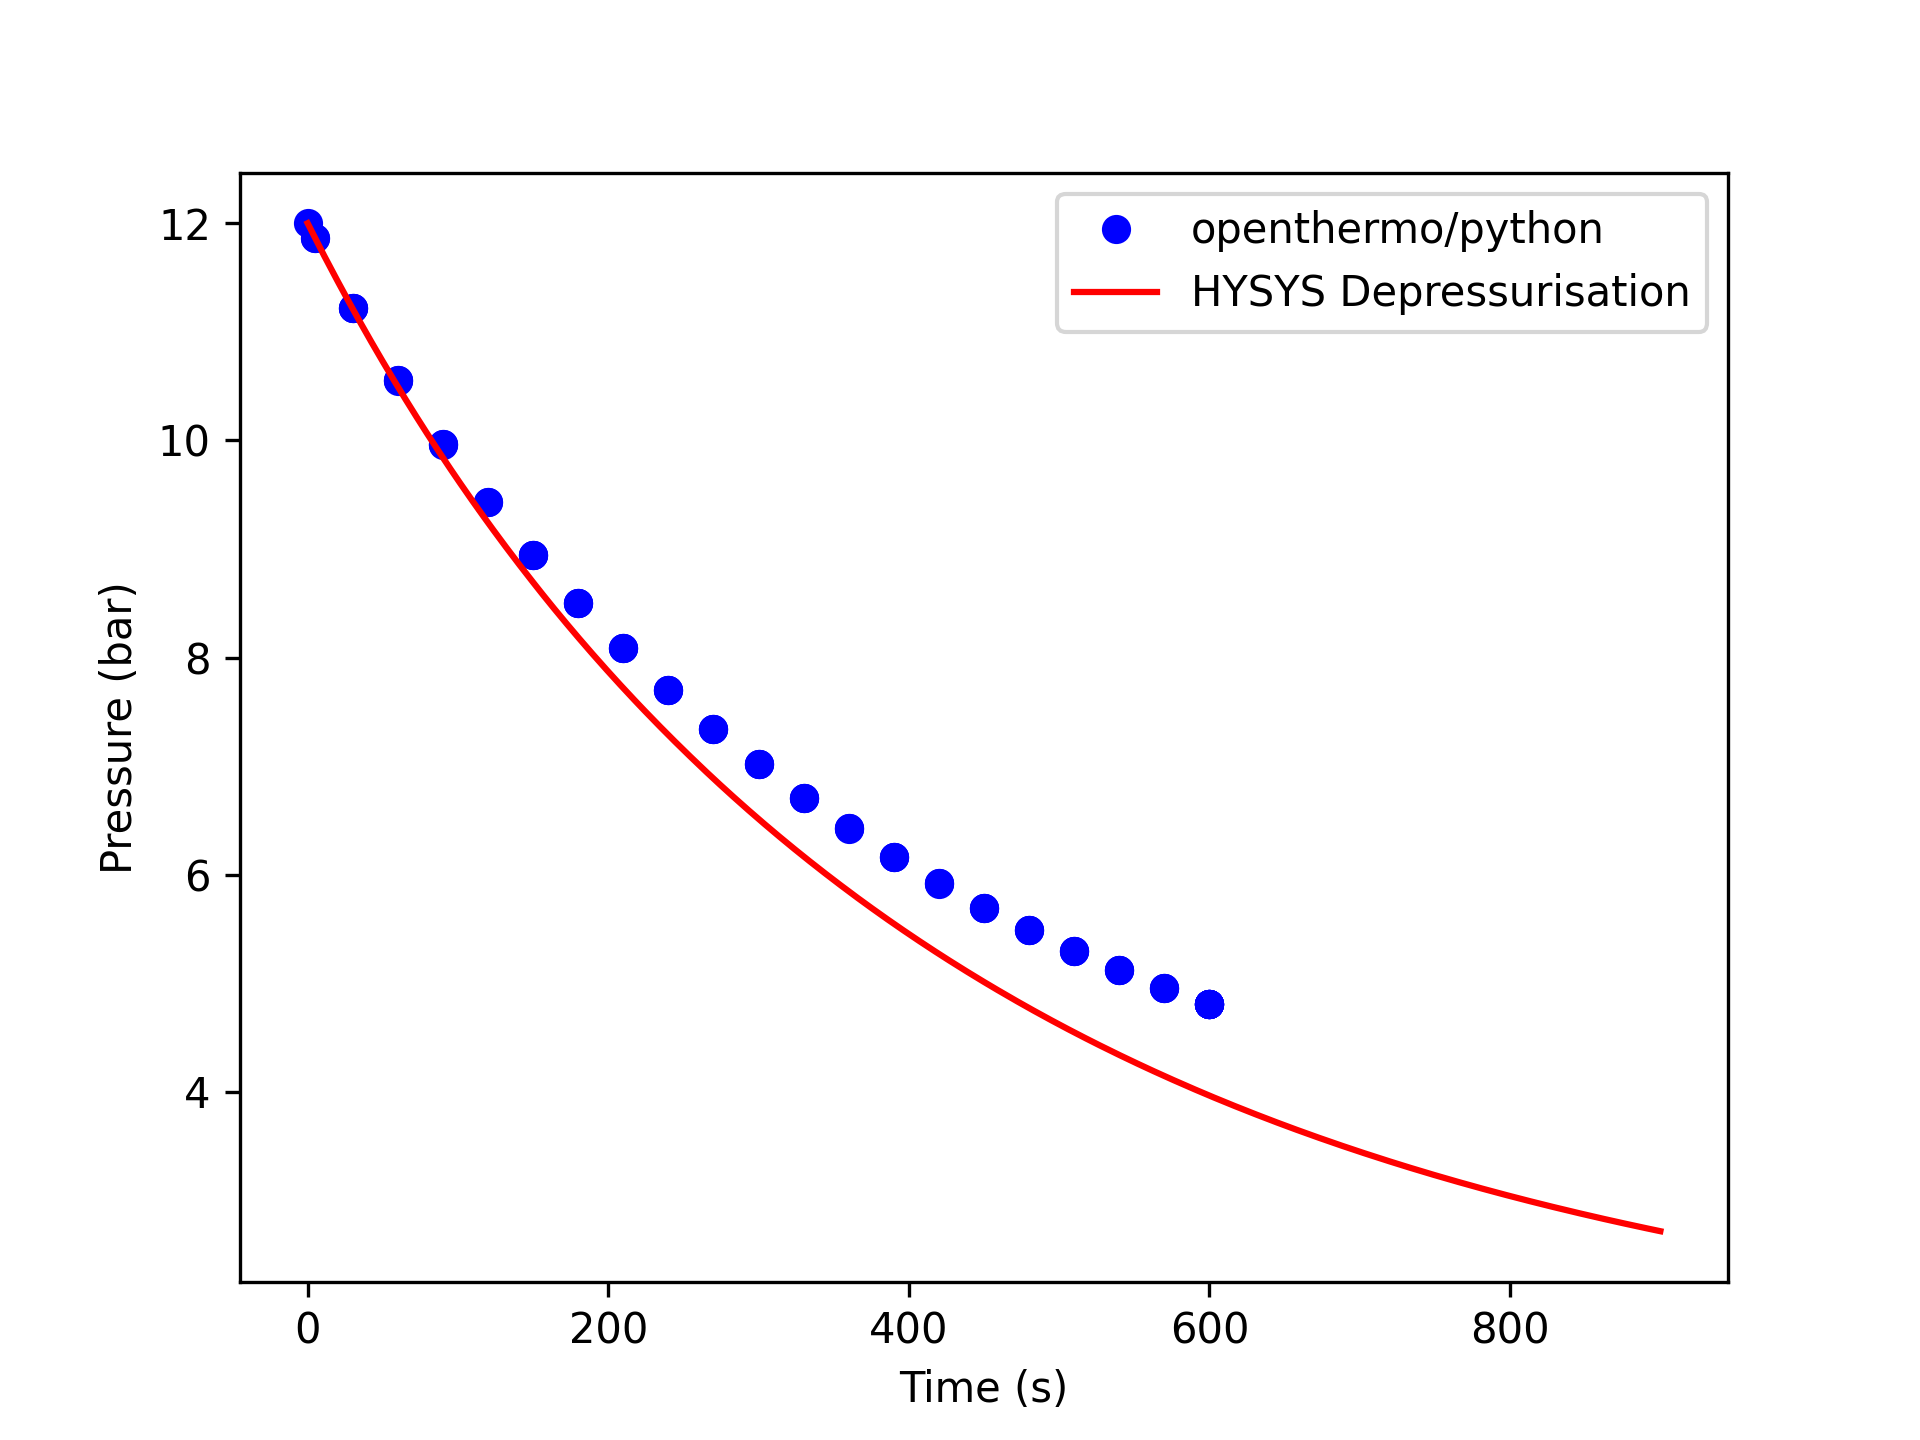 openthermo/python
HYSYS Depressurisation
12
10
8
6
4
Pressure (bar)
0 200 400 600 800
Time (s)